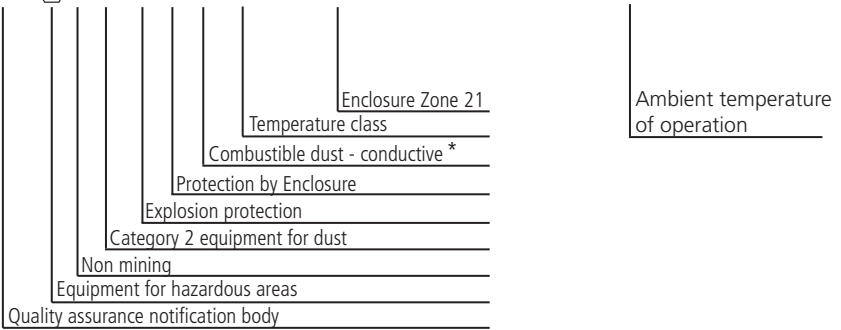 Enclosure Zone 21
Temperature class
Combustible dust - conductive *
Protection by Enclosure
Explosion protection
Category 2 equipment for dust
Non mining
Equipment for hazardous areas
Quality assurance notification body
Ambient temperature
of operation